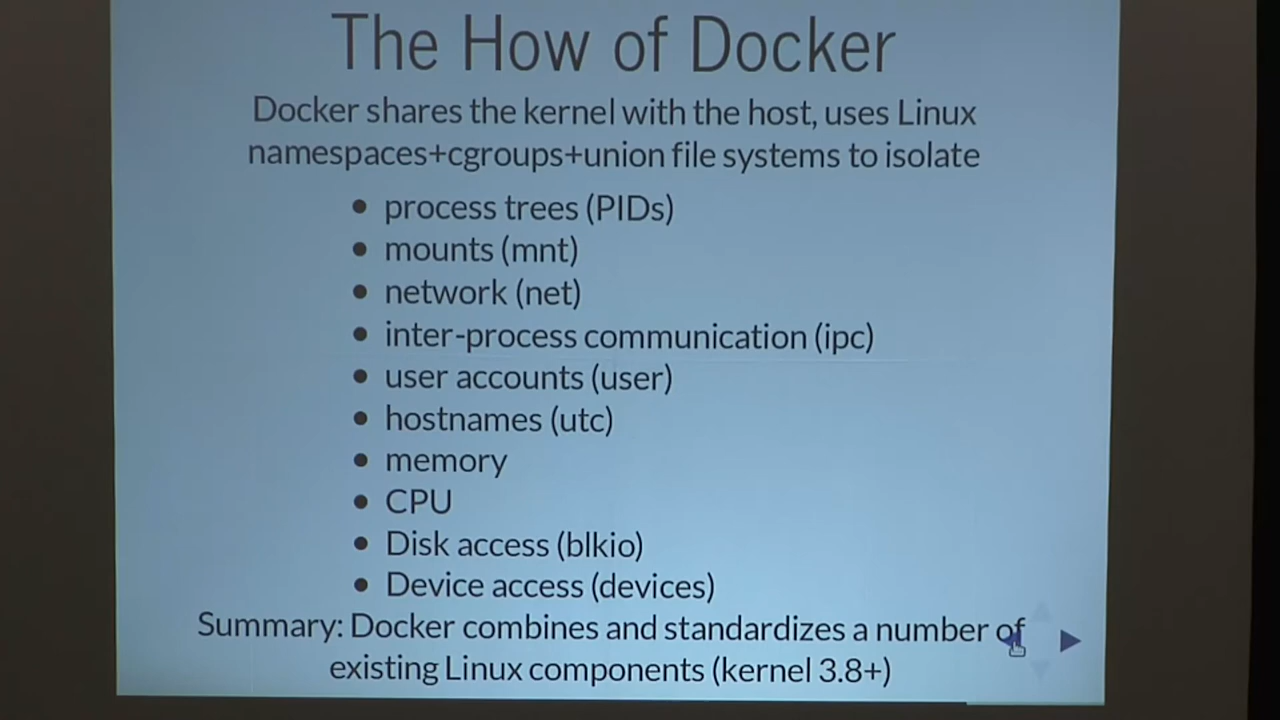 The How of Docker
Docker shares the kernel with the host, uses Linux
namespaces+cgroups+union file systems to isolate
• process trees (PIDs)
• mounts (mnt)
• network (net)
• inter-process communication (ipc)
• user accounts (user)
• hostnames (utc)
• memory
• CPU
• Disk access (blkio)
• Device access (devices)
Summary: Docker combines and standardizes a number of
existing Linux components (kernel 3.8+)